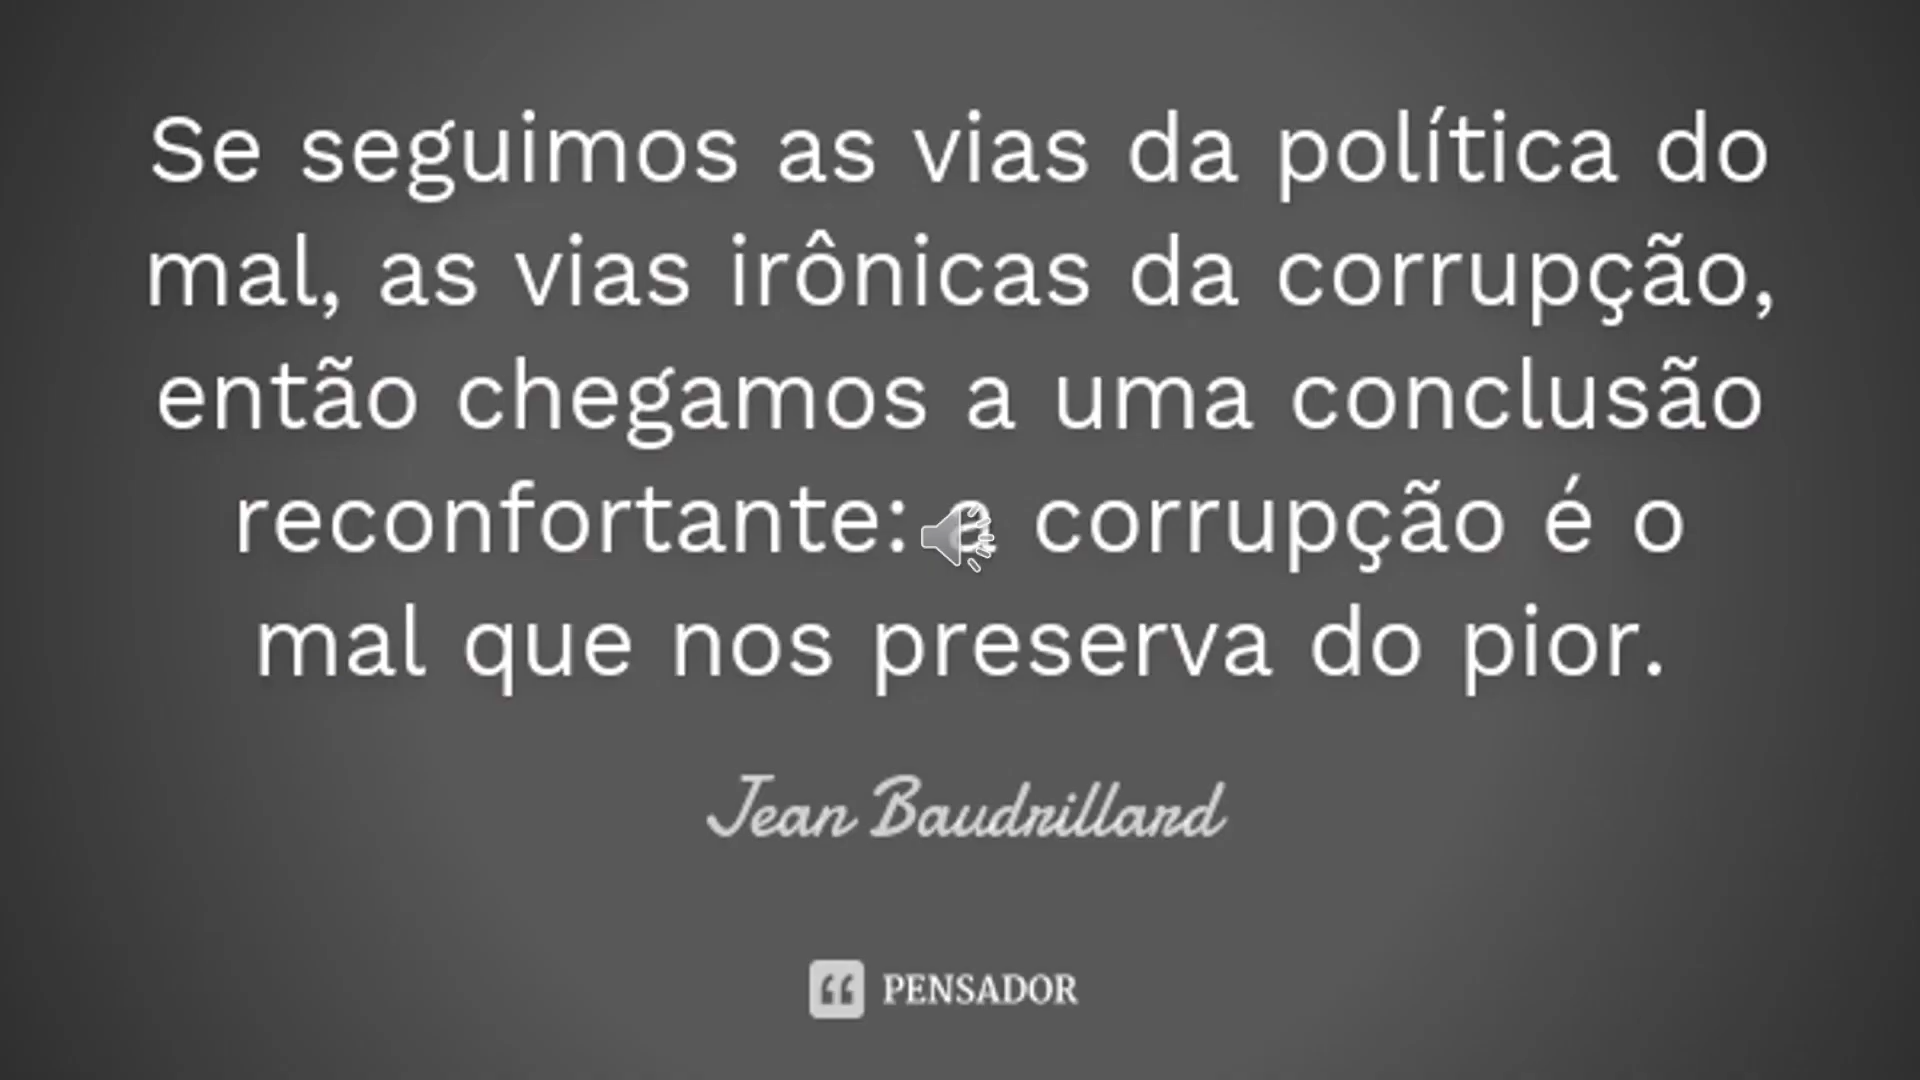 Se seguimos as vias da política do
mal, as vias irônicas da corrupção,
então chegamos a uma conclusão
reconfortante: a corrupção é o
mal que nos preserva do pior.
Jean Baudrillard
PENSADOR